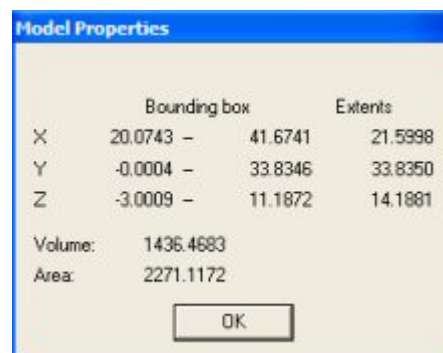 Model Properties
Bounding box Extents
X 20.0743 – 41.6741 21.5998
Y -0.0004 – 33.8346 33.8350
Z -3.0009 – 11.1872 14.1881
Volume: 1436.4683
Area: 2271.1172
OK